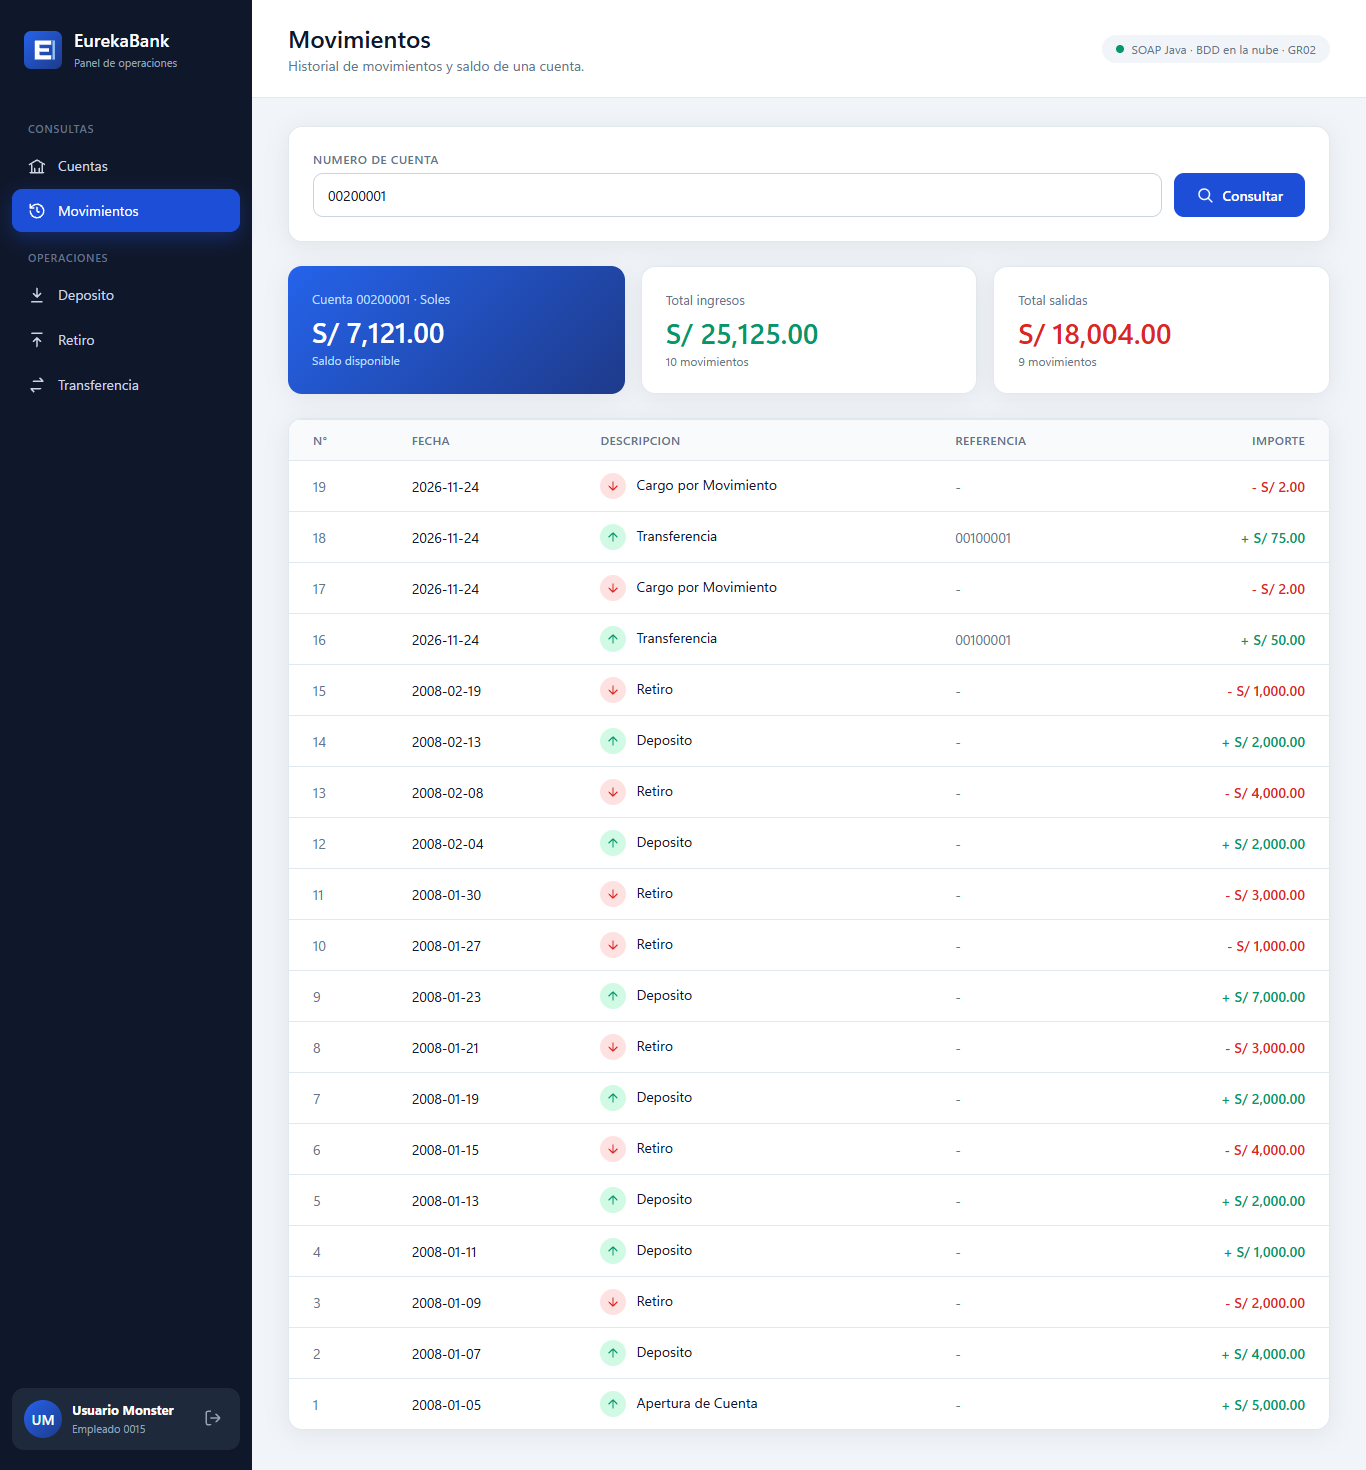 EurekaBank
Panel de operaciones
CONSULTAS
Cuentas
Movimientos
OPERACIONES
Deposito
Retiro
Transferencia
UM
Usuario Monster
Empleado 0015
Movimientos
Historial de movimientos y saldo de una cuenta.
SOAP Java · BDD en la nube · GR02
NUMERO DE CUENTA
00200001
Consultar
Cuenta 00200001 · Soles
S/ 7,121.00
Saldo disponible
Total ingresos
S/ 25,125.00
10 movimientos
Total salidas
S/ 18,004.00
9 movimientos
N° FECHA DESCRIPCION REFERENCIA IMPORTE
19 2026-11-24 Cargo por Movimiento - - S/ 2.00
18 2026-11-24 Transferencia 00100001 + S/ 75.00
17 2026-11-24 Cargo por Movimiento - - S/ 2.00
16 2026-11-24 Transferencia 00100001 + S/ 50.00
15 2008-02-19 Retiro - - S/ 1,000.00
14 2008-02-13 Deposito - + S/ 2,000.00
13 2008-02-08 Retiro - - S/ 4,000.00
12 2008-02-04 Deposito - + S/ 2,000.00
11 2008-01-30 Retiro - - S/ 3,000.00
10 2008-01-27 Retiro - - S/ 1,000.00
9 2008-01-23 Deposito - + S/ 7,000.00
8 2008-01-21 Retiro - - S/ 3,000.00
7 2008-01-19 Deposito - + S/ 2,000.00
6 2008-01-15 Retiro - - S/ 4,000.00
5 2008-01-13 Deposito - + S/ 2,000.00
4 2008-01-11 Deposito - + S/ 1,000.00
3 2008-01-09 Retiro - - S/ 2,000.00
2 2008-01-07 Deposito - + S/ 4,000.00
1 2008-01-05 Apertura de Cuenta - + S/ 5,000.00